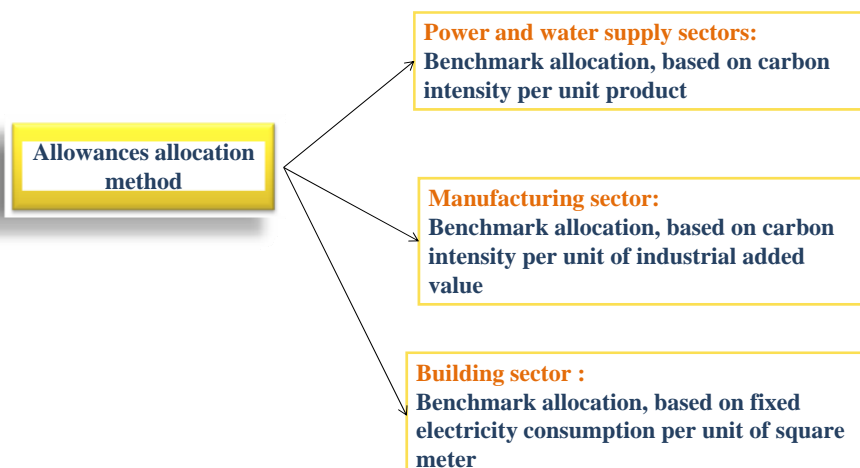 Power and water supply sectors:
Benchmark allocation, based on carbon
intensity per unit product
Allowances allocation
method
Manufacturing sector:
Benchmark allocation, based on carbon
intensity per unit of industrial added
value
Building sector :
Benchmark allocation, based on fixed
electricity consumption per unit of square
meter